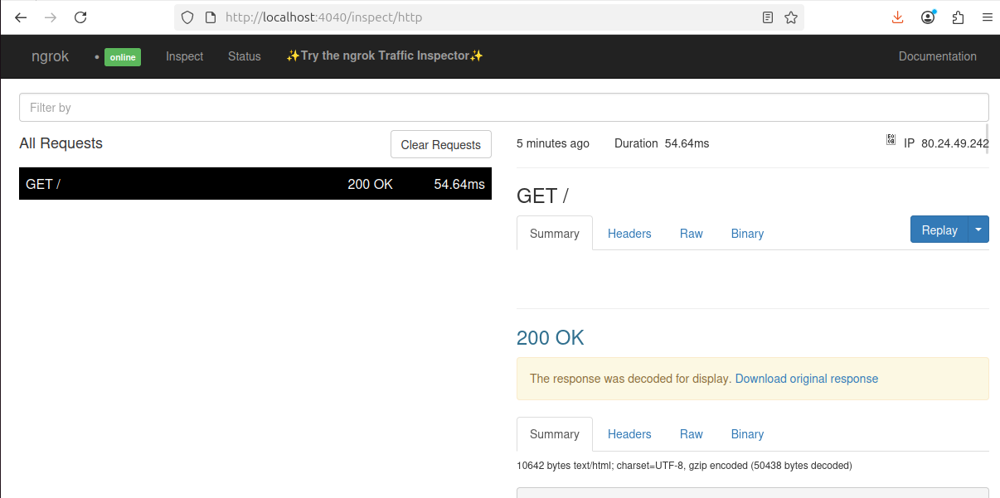 http://localhost:4040/inspect/http
ngrok • online Inspect Status ✨Try the ngrok Traffic Inspector✨ Documentation
Filter by
All Requests Clear Requests
GET / 200 OK 54.64ms
5 minutes ago Duration 54.64ms IP 80.24.49.242
GET /
Summary Headers Raw Binary Replay
200 OK
The response was decoded for display. Download original response
Summary Headers Raw Binary
10642 bytes text/html; charset=UTF-8, gzip encoded (50438 bytes decoded)